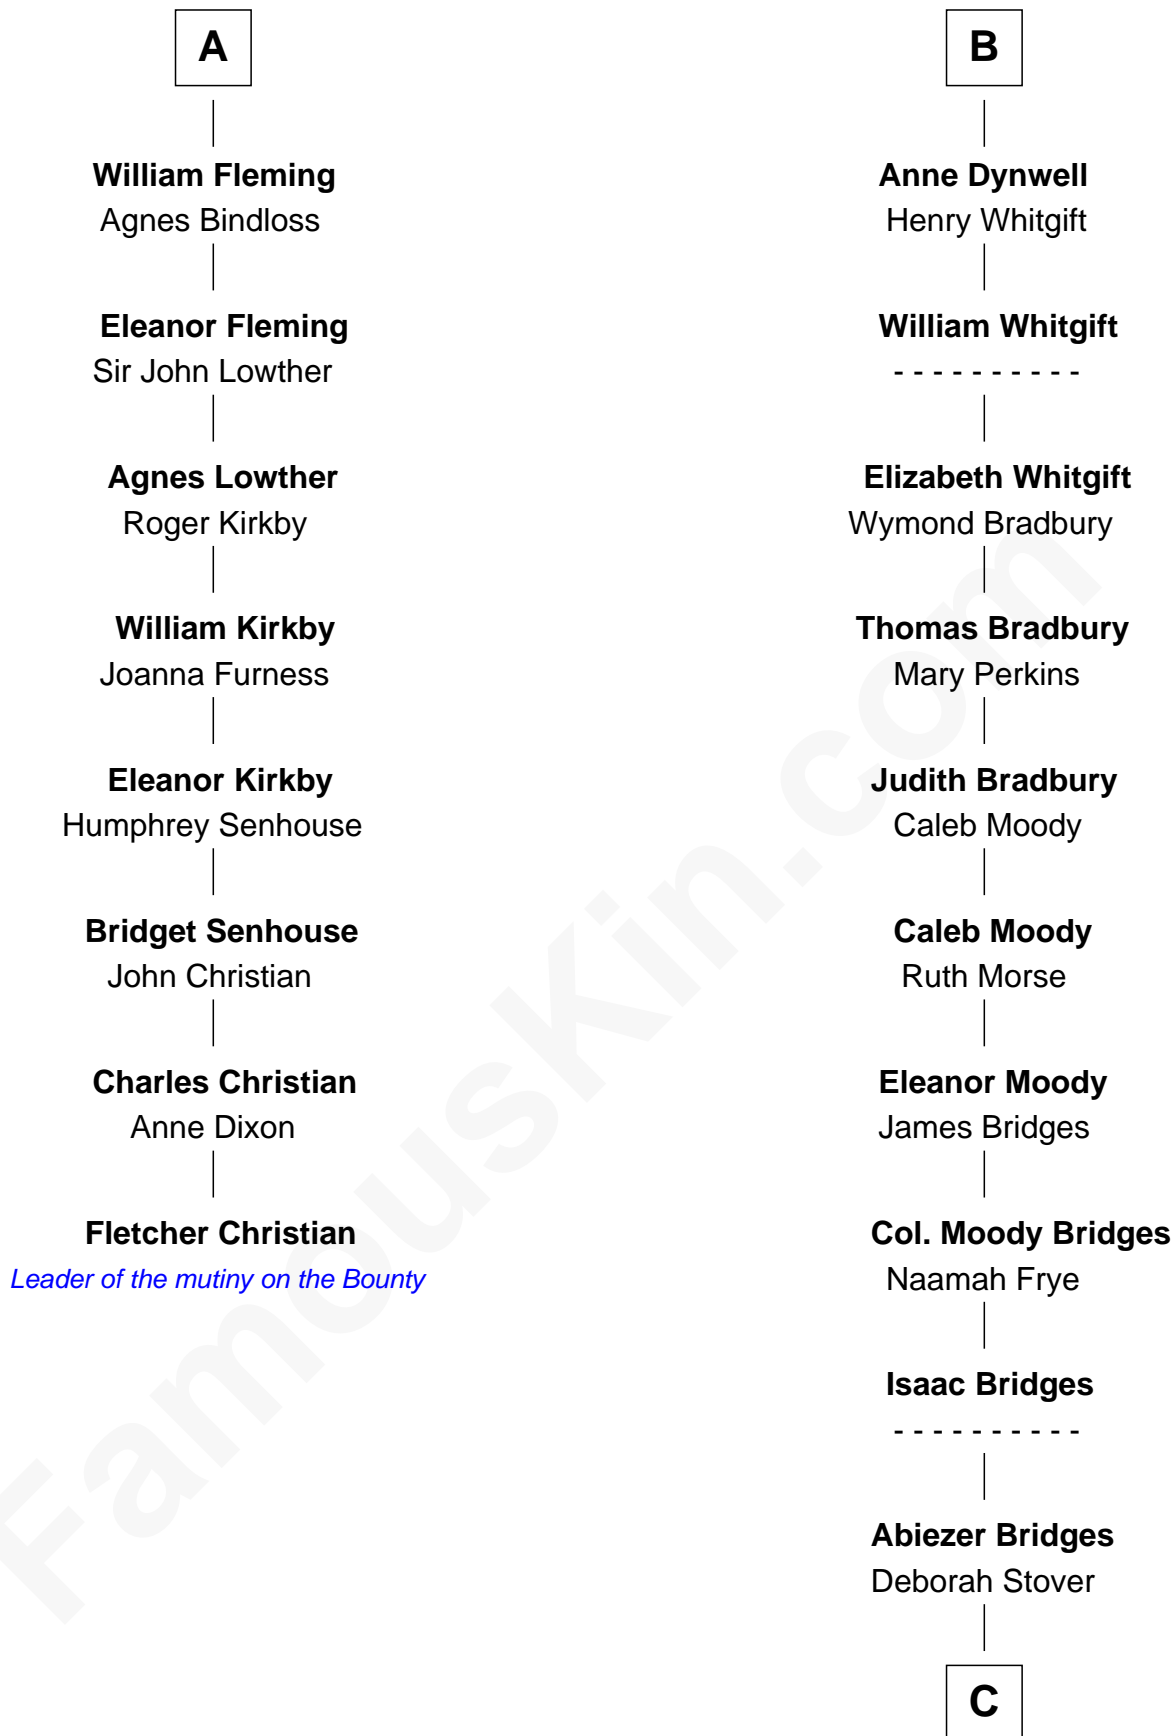 A
William Fleming
Agnes Bindloss
Eleanor Fleming
Sir John Lowther
Agnes Lowther
Roger Kirkby
William Kirkby
Joanna Furness
Eleanor Kirkby
Humphrey Senhouse
Bridget Senhouse
John Christian
Charles Christian
Anne Dixon
Fletcher Christian
Leader of the mutiny on the Bounty
B
Anne Dynwell
Henry Whitgift
William Whitgift
- - - - - - - - - -
Elizabeth Whitgift
Wymond Bradbury
Thomas Bradbury
Mary Perkins
Judith Bradbury
Caleb Moody
Caleb Moody
Ruth Morse
Eleanor Moody
James Bridges
Col. Moody Bridges
Naamah Frye
Isaac Bridges
- - - - - - - - - -
Abiezer Bridges
Deborah Stover
C
FamousKin.com